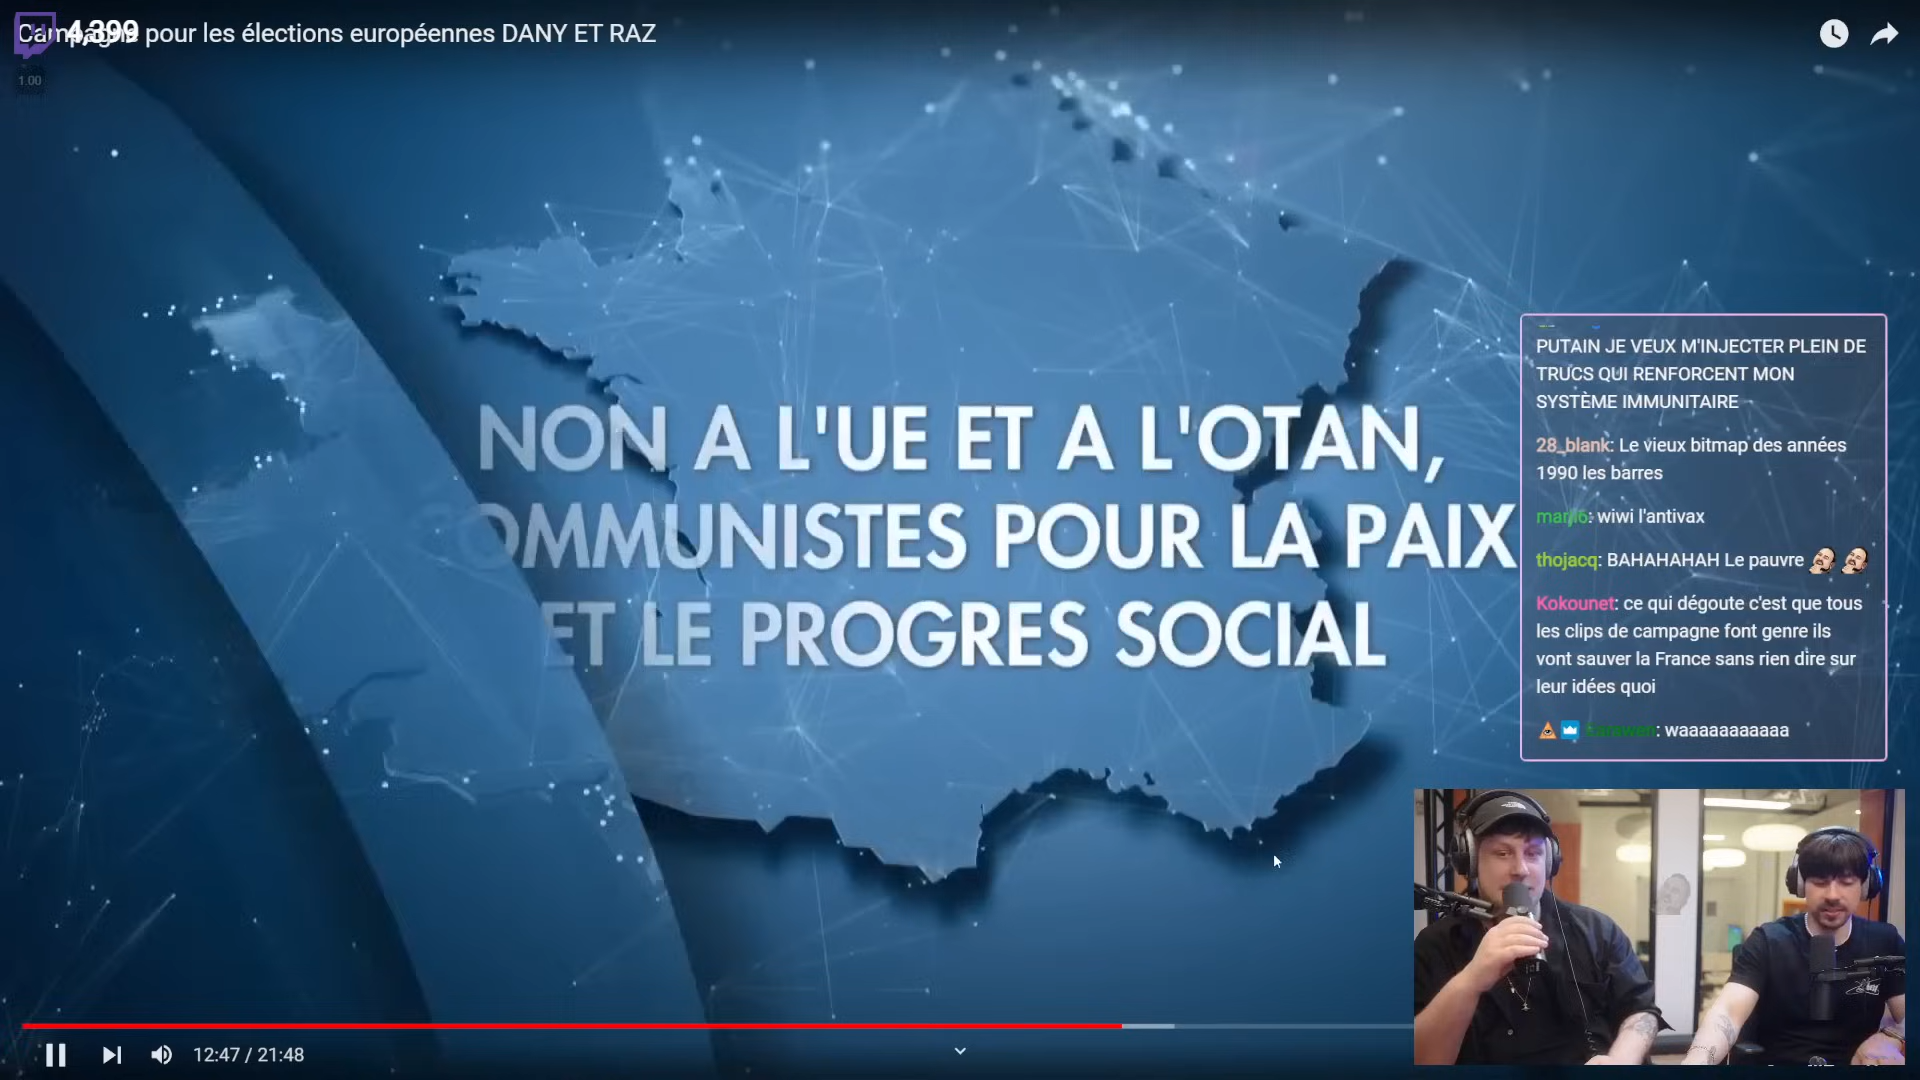 Campagne pour les élections européennes DANY ET RAZ
4,399
1.00
NON A L'UE ET A L'OTAN,
COMMUNISTES POUR LA PAIX
ET LE PROGRES SOCIAL
PUTAIN JE VEUX M'INJECTER PLEIN DE
TRUCS QUI RENFORCENT MON
SYSTÈME IMMUNITAIRE
28_blank: Le vieux bitmap des années
1990 les barres
: wiwi l'antivax
thojacq: BAHAHAHAH Le pauvre
Kokounet: ce qui dégoute c'est que tous
les clips de campagne font genre ils
vont sauver la France sans rien dire sur
leur idées quoi
: waaaaaaaaaaa
12:47 / 21:48